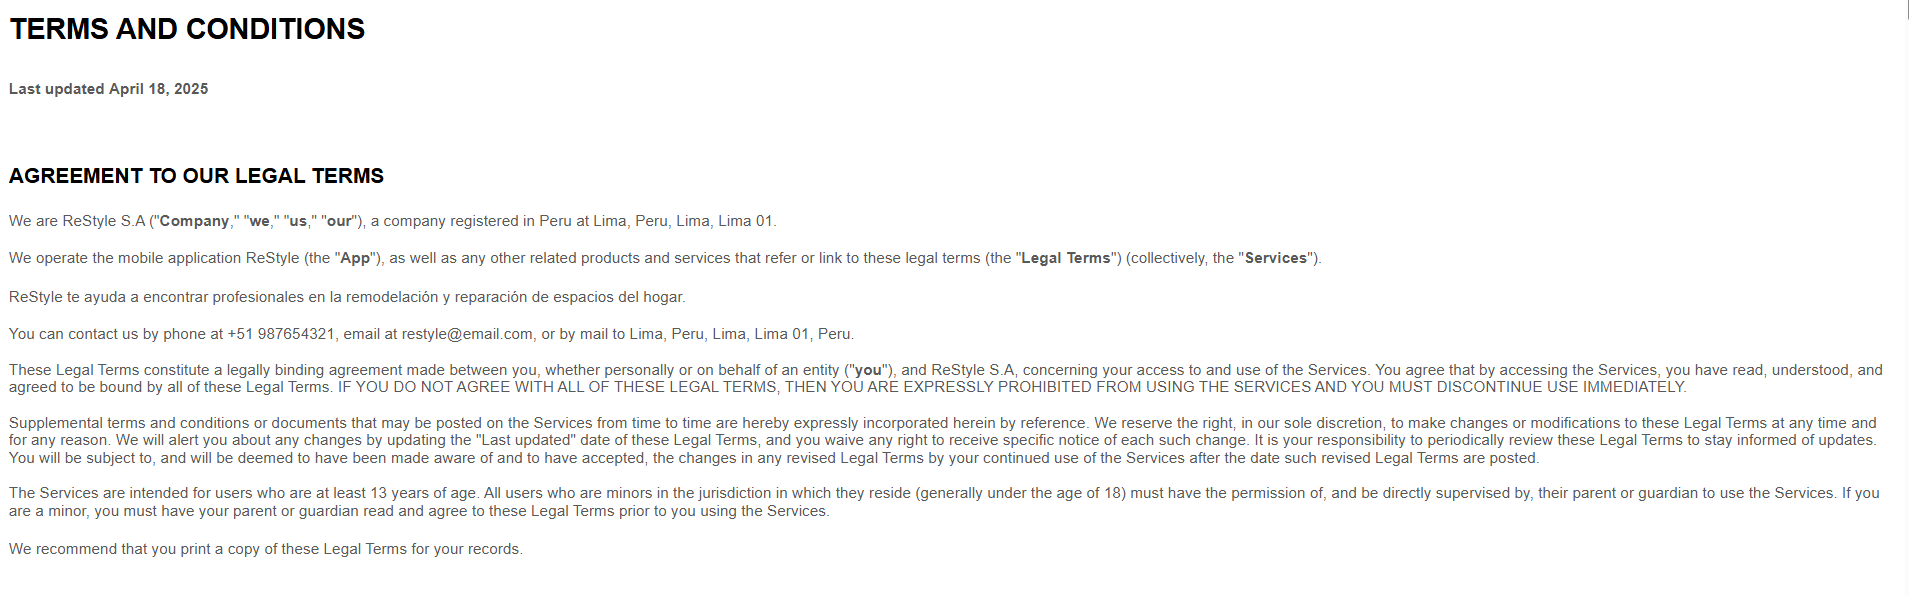 TERMS AND CONDITIONS
Last updated April 18, 2025
AGREEMENT TO OUR LEGAL TERMS
We are ReStyle S.A ("Company," "we," "us," "our"), a company registered in Peru at Lima, Peru, Lima, Lima 01.
We operate the mobile application ReStyle (the "App"), as well as any other related products and services that refer or link to these legal terms (the "Legal Terms") (collectively, the "Services").
ReStyle te ayuda a encontrar profesionales en la remodelación y reparación de espacios del hogar.
You can contact us by phone at +51 987654321, email at restyle@email.com, or by mail to Lima, Peru, Lima, Lima 01, Peru.
These Legal Terms constitute a legally binding agreement made between you, whether personally or on behalf of an entity ("you"), and ReStyle S.A, concerning your access to and use of the Services. You agree that by accessing the Services, you have read, understood, and
agreed to be bound by all of these Legal Terms. IF YOU DO NOT AGREE WITH ALL OF THESE LEGAL TERMS, THEN YOU ARE EXPRESSLY PROHIBITED FROM USING THE SERVICES AND YOU MUST DISCONTINUE USE IMMEDIATELY.
Supplemental terms and conditions or documents that may be posted on the Services from time to time are hereby expressly incorporated herein by reference. We reserve the right, in our sole discretion, to make changes or modifications to these Legal Terms at any time and
for any reason. We will alert you about any changes by updating the "Last updated" date of these Legal Terms, and you waive any right to receive specific notice of each such change. It is your responsibility to periodically review these Legal Terms to stay informed of updates.
You will be subject to, and will be deemed to have been made aware of and to have accepted, the changes in any revised Legal Terms by your continued use of the Services after the date such revised Legal Terms are posted.
The Services are intended for users who are at least 13 years of age. All users who are minors in the jurisdiction in which they reside (generally under the age of 18) must have the permission of, and be directly supervised by, their parent or guardian to use the Services. If you
are a minor, you must have your parent or guardian read and agree to these Legal Terms prior to you using the Services.
We recommend that you print a copy of these Legal Terms for your records.